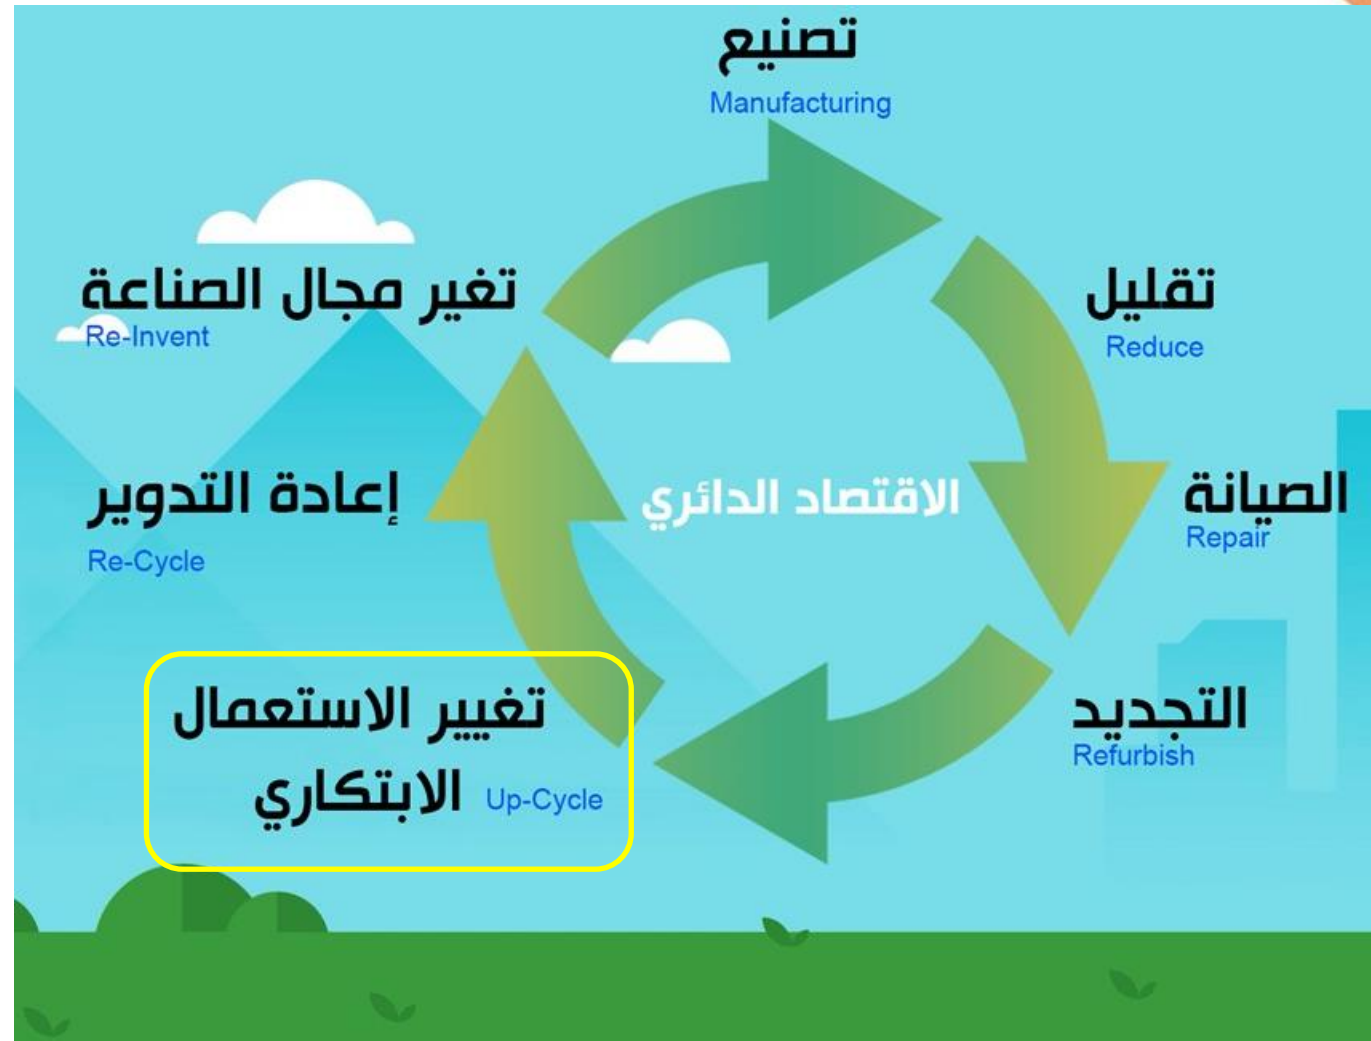 تصنيع
Manufacturing
تقليل
Reduce
الصيانة
Repair
التجديد
Refurbish
تغيير الاستعمال
الابتكاري Up-Cycle
إعادة التدوير
Re-Cycle
تغير مجال الصناعة
Re-Invent
الاقتصاد الدائري